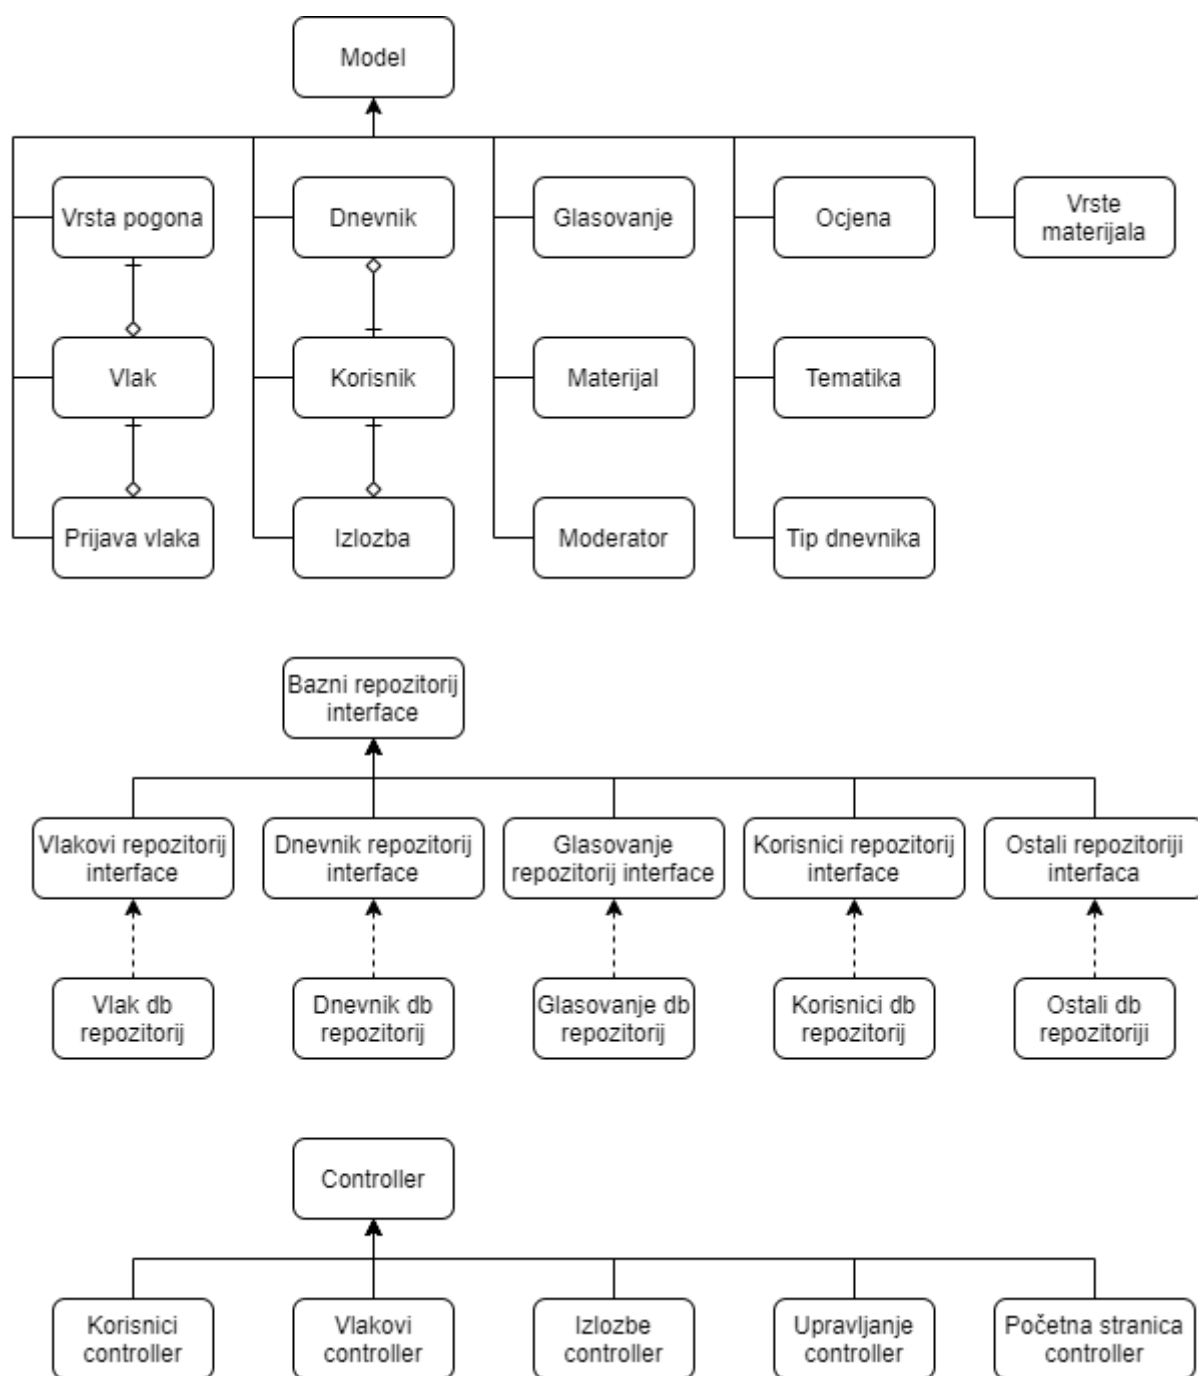 Model
Vrsta pogona
Dnevnik
Glasovanje
Ocjena
Vrste
materijala
Vlak
Korisnik
Materijal
Tematika
Prijava vlaka
Izlozba
Moderator
Tip dnevnika
Bazni repozitorij
interface
Vlakovi repozitorij
interface
Dnevnik repozitorij
interface
Glasovanje
repozitorij interface
Korisnici repozitorij
interface
Ostali repozitoriji
interfaca
Vlak db
repozitorij
Dnevnik db
repozitorij
Glasovanje db
repozitorij
Korisnici db
repozitorij
Ostali db
repozitoriji
Controller
Korisnici
controller
Vlakovi
controller
Izlozbe
controller
Upravljanje
controller
Početna stranica
controller